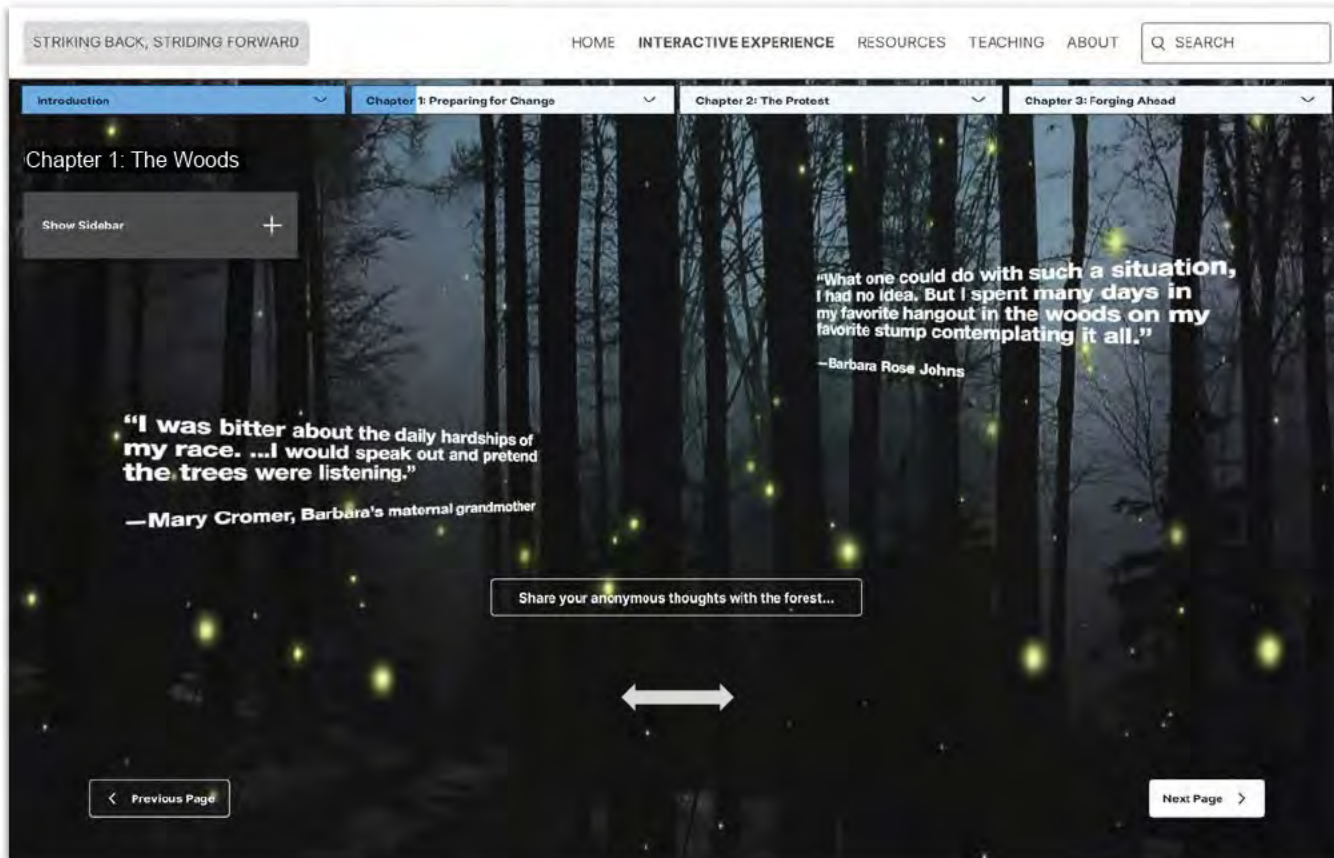 STRIKING BACK, STRIDING FORWARD
HOME INTERACTIVE EXPERIENCE RESOURCES TEACHING ABOUT SEARCH
Introduction
Chapter 1: Preparing for Change
Chapter 2: The Protest
Chapter 3: Forging Ahead
Chapter 1: The Woods
Show Sidebar
“What one could do with such a situation,
I had no idea. But I spent many days in
my favorite hangout in the woods on my
favorite stump contemplating it all.”
—Barbara Rose Johns
“I was bitter about the daily hardships of
my race. ...I would speak out and pretend
the trees were listening.”
—Mary Cromer, Barbara’s maternal grandmother
Share your anonymous thoughts with the forest...
Previous Page
Next Page